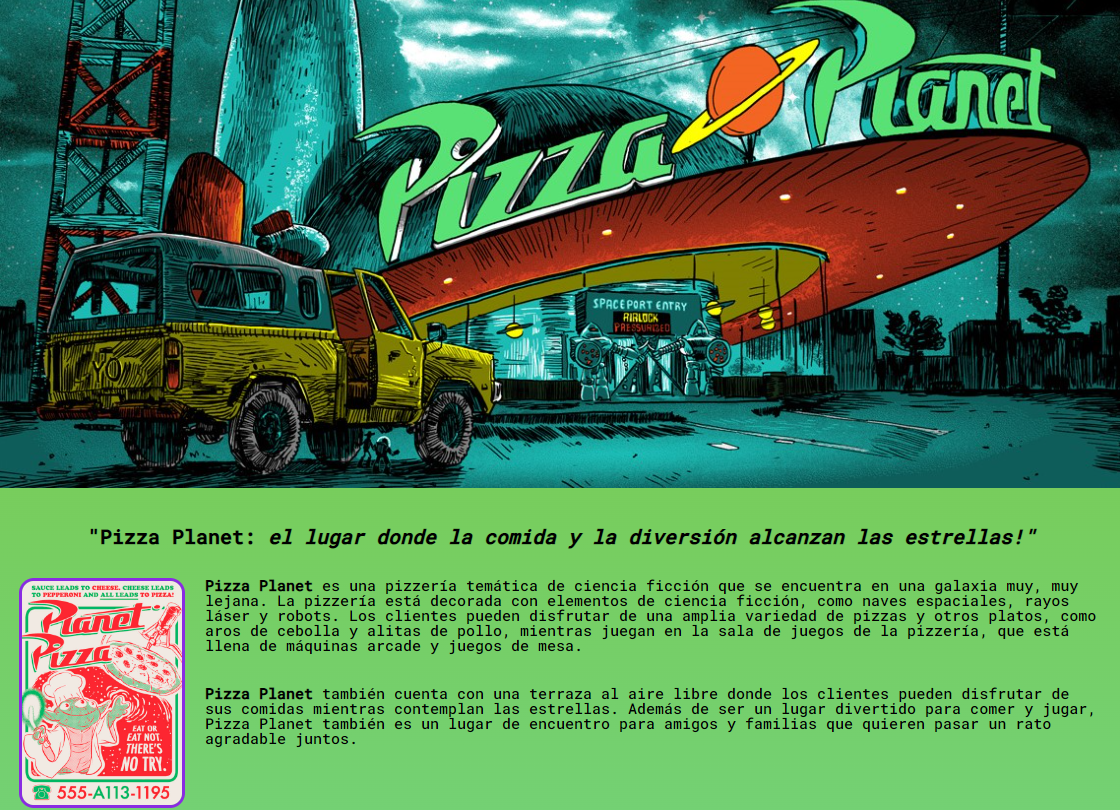 Pizza Planet
SPACEPORT ENTRY
AIRLOCK
PRESSURISED
YO
"Pizza Planet: el lugar donde la comida y la diversión alcanzan las estrellas!"
SAUCE LEADS TO CHEESE, CHEESE LEADS
TO PEPPERONI AND ALL LEADS TO PIZZA!
Planet
Pizza
EAT OR
EAT NOT.
THERE'S
NO TRY.
555-A113-1195
Pizza Planet es una pizzería temática de ciencia ficción que se encuentra en una galaxia muy, muy
lejana. La pizzería está decorada con elementos de ciencia ficción, como naves espaciales, rayos
láser y robots. Los clientes pueden disfrutar de una amplia variedad de pizzas y otros platos, como
aros de cebolla y alitas de pollo, mientras juegan en la sala de juegos de la pizzería, que está
llena de máquinas arcade y juegos de mesa.
Pizza Planet también cuenta con una terraza al aire libre donde los clientes pueden disfrutar de
sus comidas mientras contemplan las estrellas. Además de ser un lugar divertido para comer y jugar,
Pizza Planet también es un lugar de encuentro para amigos y familias que quieren pasar un rato
agradable juntos.